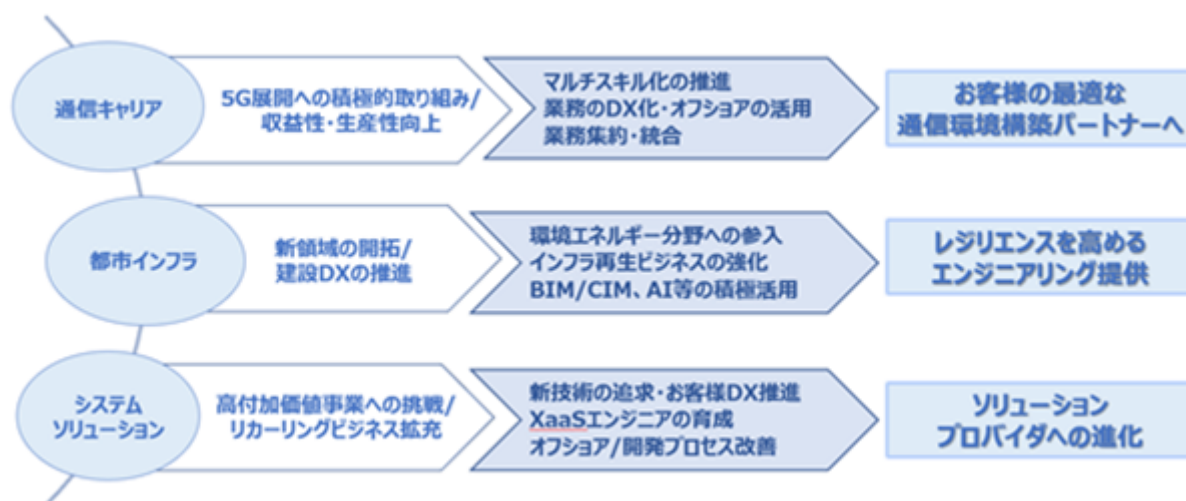 通信キャリア
5G展開への積極的取り組み/
収益性・生産性向上
マルチスキル化の推進
業務のDX化・オフショアの活用
業務集約・統合
お客様の最適な
通信環境構築パートナーへ
都市インフラ
新領域の開拓/
建設DXの推進
環境エネルギー分野への参入
インフラ再生ビジネスの強化
BIM/CIM、AI等の積極活用
レジリエンスを高める
エンジニアリング提供
システム
ソリューション
高付加価値事業への挑戦/
リカーリングビジネス拡充
新技術の追求・お客様DX推進
XaaSエンジニアの育成
オフショア/開発プロセス改善
ソリューション
プロバイダへの進化